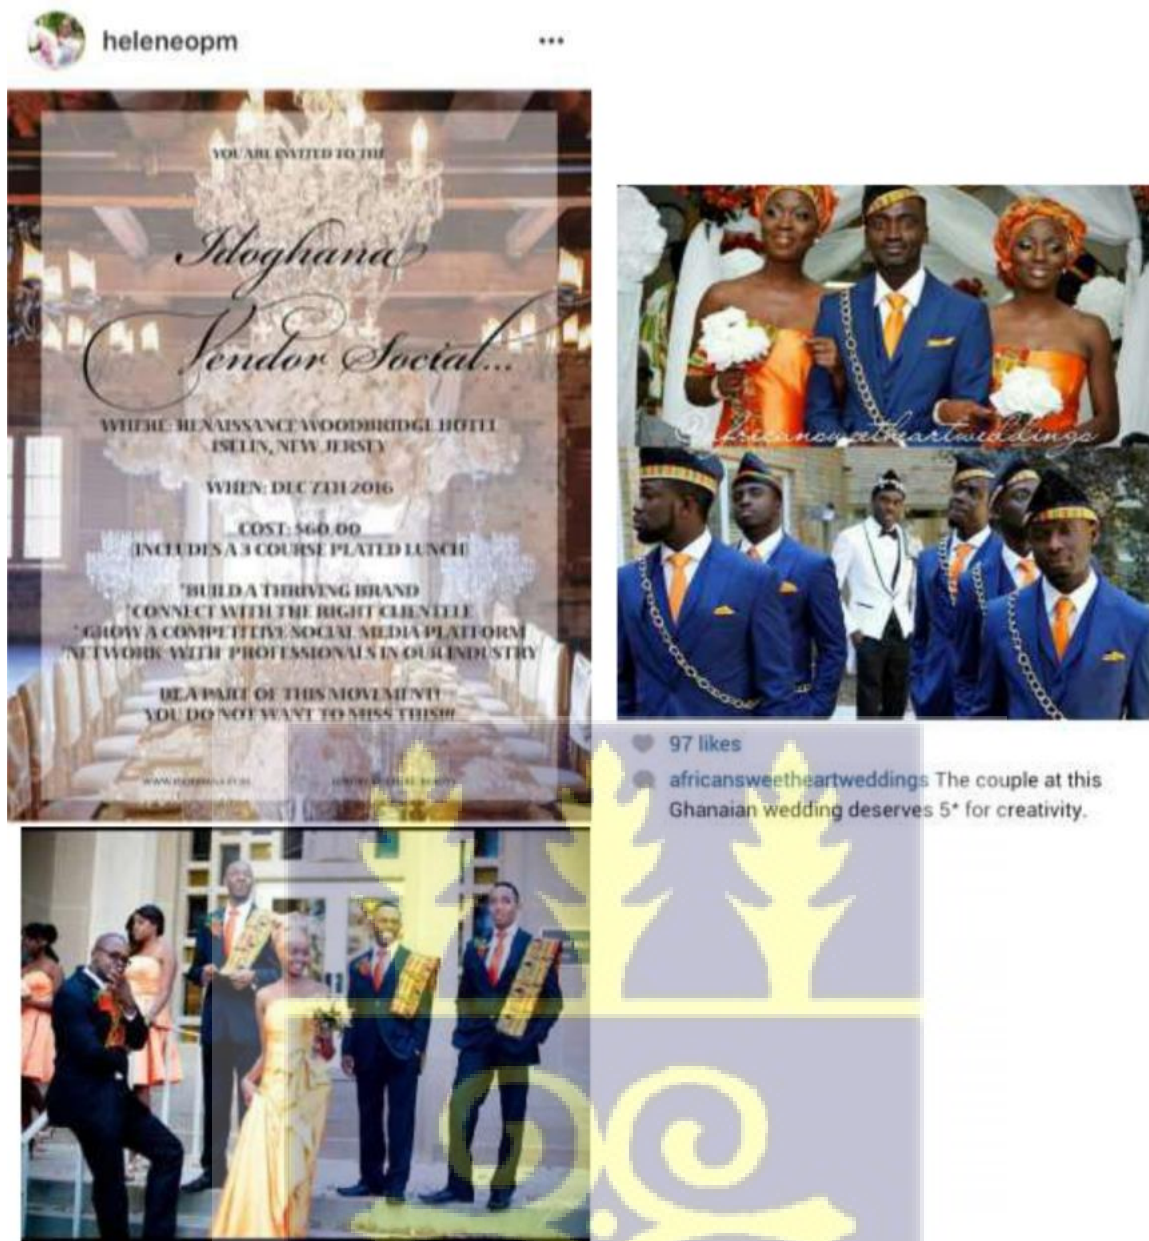 heleneopm
YOU ARE INVITED TO THE
Idoghana
Vendor Social...
WHERE: RENAISSANCE WOODBRIDGE HOTEL
ISELIN, NEW JERSEY
WHEN: DEC 7TH 2016
COST: $60.00
INCLUDES A 3 COURSE PLATED LUNCH
*BUILD A THRIVING BRAND
*CONNECT WITH THE RIGHT CLIENTELE
* GROW A COMPETITIVE SOCIAL MEDIA PLATFORM
*NETWORK WITH PROFESSIONALS IN OUR INDUSTRY
BE A PART OF THIS MOVEMENT!
YOU DO NOT WANT TO MISS THIS!!!
@africansweetheartweddings
97 likes
africansweetheartweddings The couple at this
Ghanaian wedding deserves 5* for creativity.